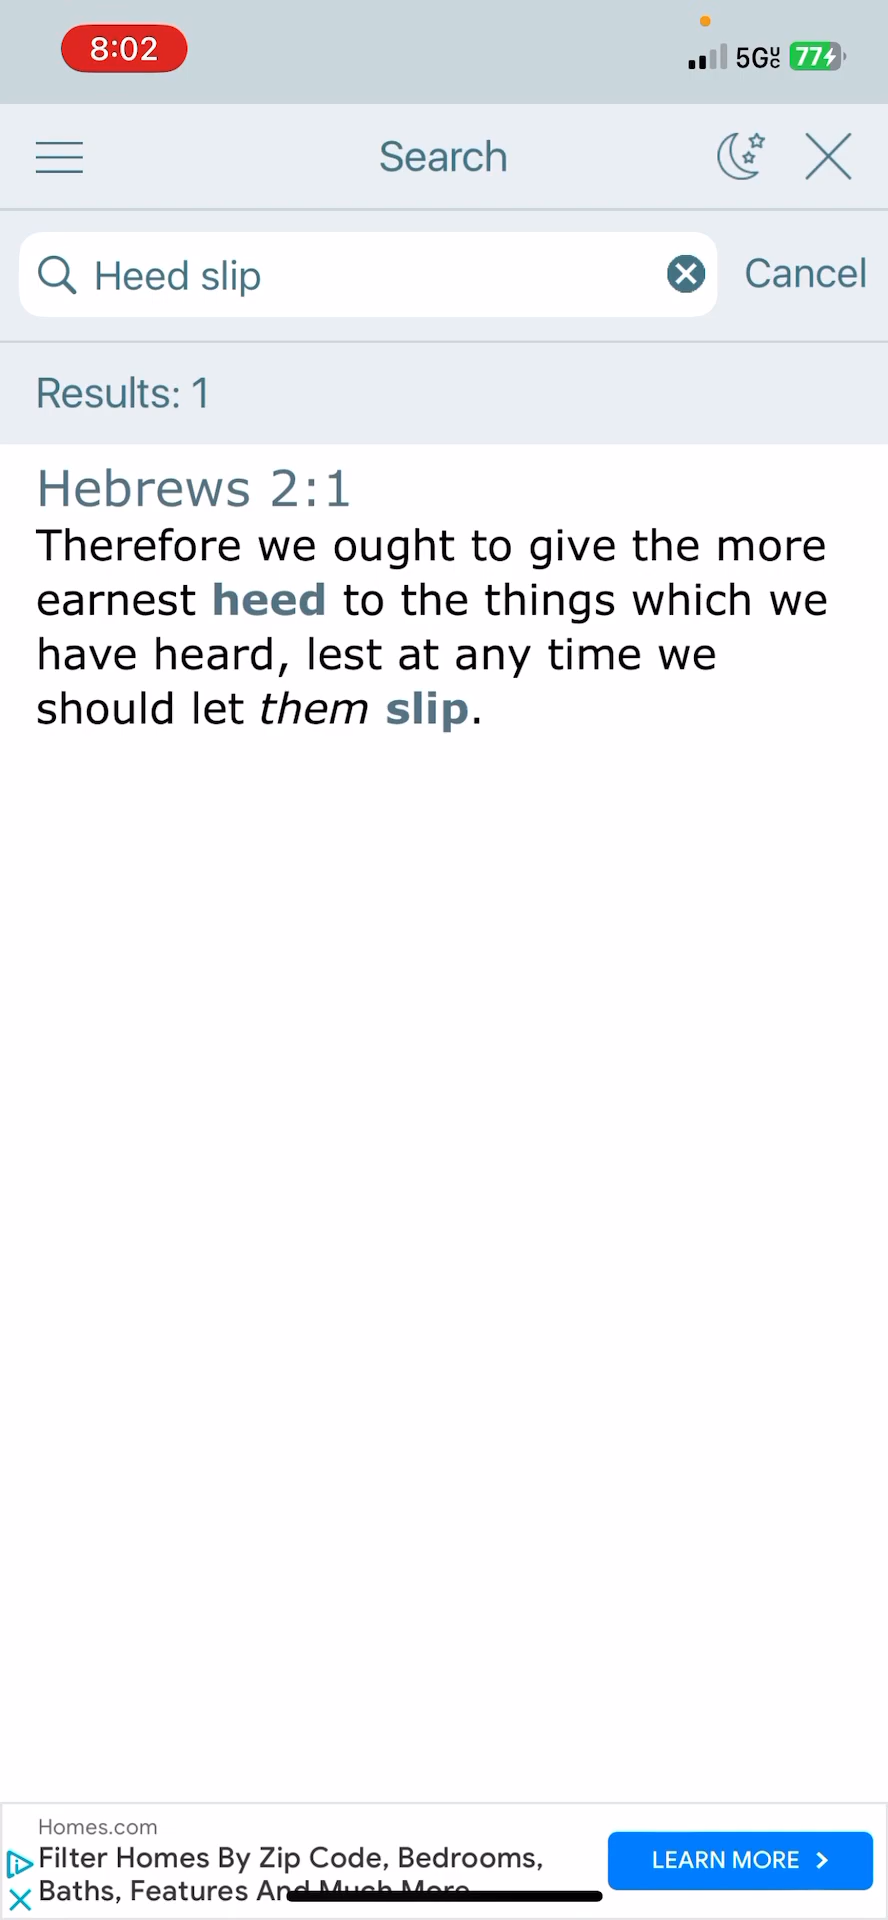 8:02
5G 77
Search
Heed slip
Cancel
Results: 1
Hebrews 2:1
Therefore we ought to give the more
earnest heed to the things which we
have heard, lest at any time we
should let them slip.
Homes.com
Filter Homes By Zip Code, Bedrooms,
Baths, Features And Much More
LEARN MORE